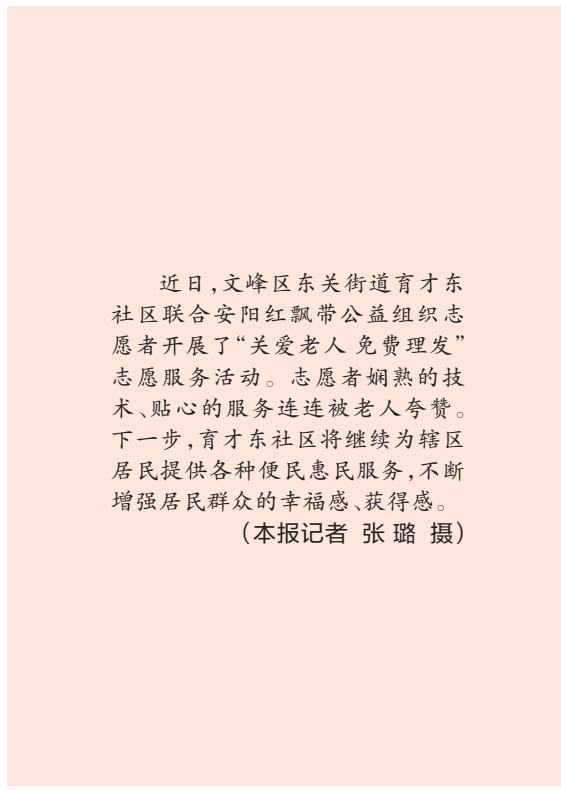 近日，文峰区东关街道育才东
社区联合安阳红飘带公益组织志
愿者开展了“关爱老人 免费理发”
志愿服务活动。志愿者娴熟的技
术、贴心的服务连连被老人夸赞。
下一步，育才东社区将继续为辖区
居民提供各种便民惠民服务，不断
增强居民群众的幸福感、获得感。
（本报记者 张 璐 摄）